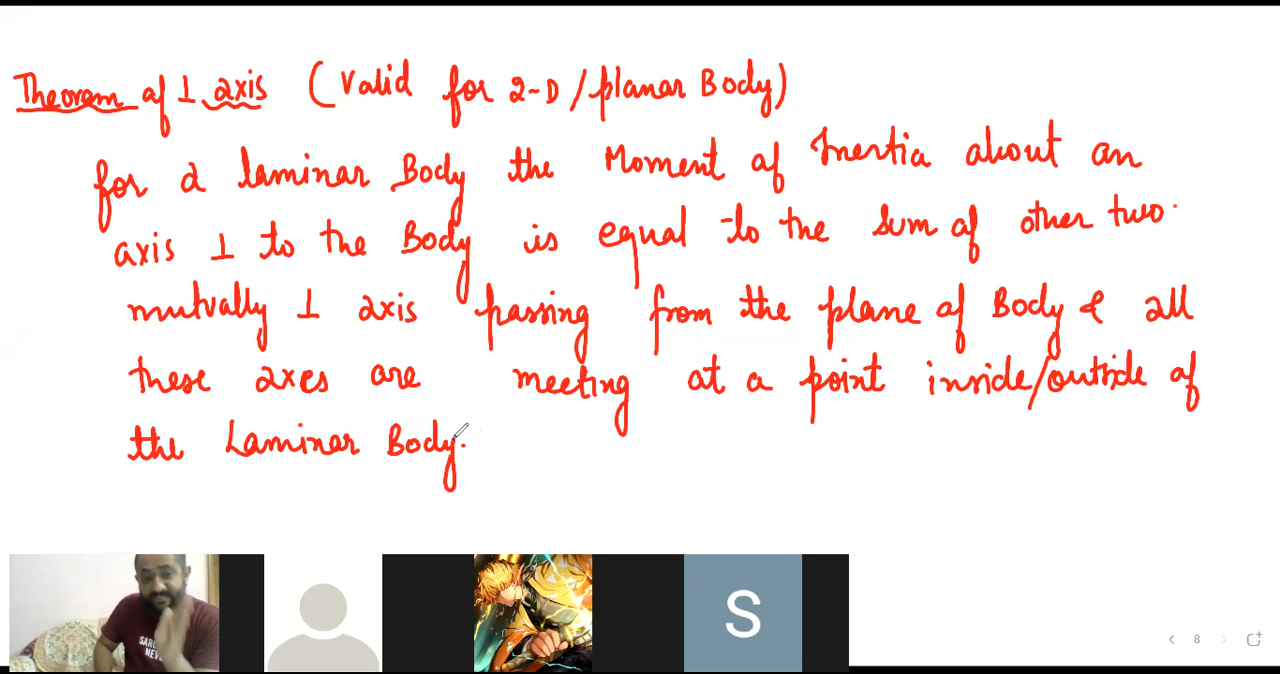 Theorem of ⊥ axis (Valid for 2-D/planar Body)
for a laminar Body the Moment of Inertia about an
axis ⊥ to the Body is equal to the sum of other two
mutually ⊥ axis passing from the plane of Body & all
these axes are meeting at a point inside/outside of
the Laminar Body.
S
8